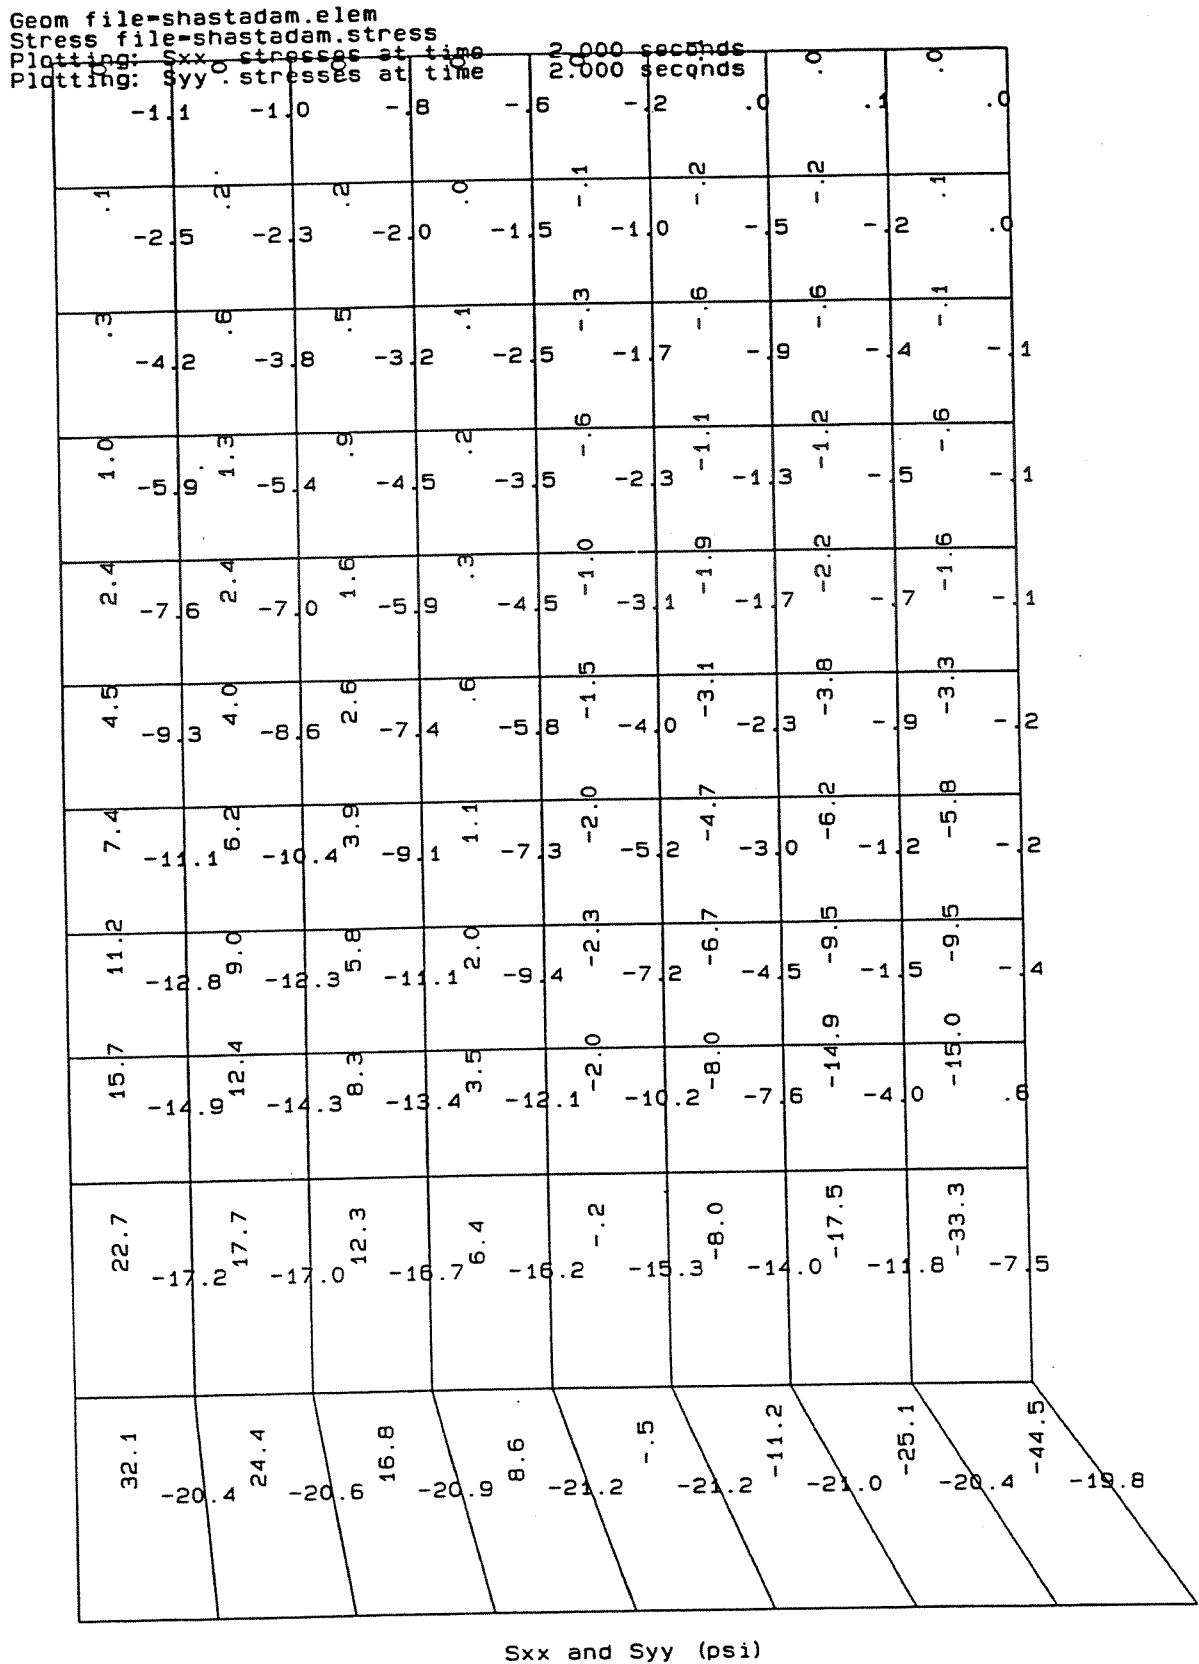 Geom file=shastadam.elem
Stress file=shastadam.stress
Plotting: Sxx stresses at time 2.000 seconds
Plotting: Syy stresses at time 2.000 seconds
.0 .0
-1.1 -1.0 -.8 -.6 -.2 .0 .1 .0
.1 .2 .2 .0 -.1 -.2 -.2 .1
-2.5 -2.3 -2.0 -1.5 -1.0 -.5 -.2 .0
.3 .6 .5 .1 -.3 -.6 -.6 -.1
-4.2 -3.8 -3.2 -2.5 -1.7 -.9 -.4 -.1
1.0 1.3 .9 .2 -.6 -1.1 -1.2 -.6
-5.9 -5.4 -4.5 -3.5 -2.3 -1.3 -.5 -.1
2.4 2.4 1.6 .3 -1.0 -1.9 -2.2 -1.6
-7.6 -7.0 -5.9 -4.5 -3.1 -1.7 -.7 -.1
4.5 4.0 2.6 .6 -1.5 -3.1 -3.8 -3.3
-9.3 -8.6 -7.4 -5.8 -4.0 -2.3 -.9 -.2
7.4 6.2 3.9 1.1 -2.0 -4.7 -6.2 -5.8
-11.1 -10.4 -9.1 -7.3 -5.2 -3.0 -1.2 -.2
11.2 9.0 5.8 2.0 -2.3 -6.7 -9.5 -9.5
-12.8 -12.3 -11.1 -9.4 -7.2 -4.5 -1.5 -.4
15.7 12.4 8.3 3.5 -2.0 -8.0 -14.9 -15.0
-14.9 -14.3 -13.4 -12.1 -10.2 -7.6 -4.0 .6
22.7 17.7 12.3 6.4 -.2 -8.0 -17.5 -33.3
-17.2 -17.0 -16.7 -16.2 -15.3 -14.0 -11.8 -7.5
32.1 24.4 16.8 8.6 -.5 -11.2 -25.1 -44.5
-20.4 -20.6 -20.9 -21.2 -21.2 -21.0 -20.4 -19.8
Sxx and Syy (psi)